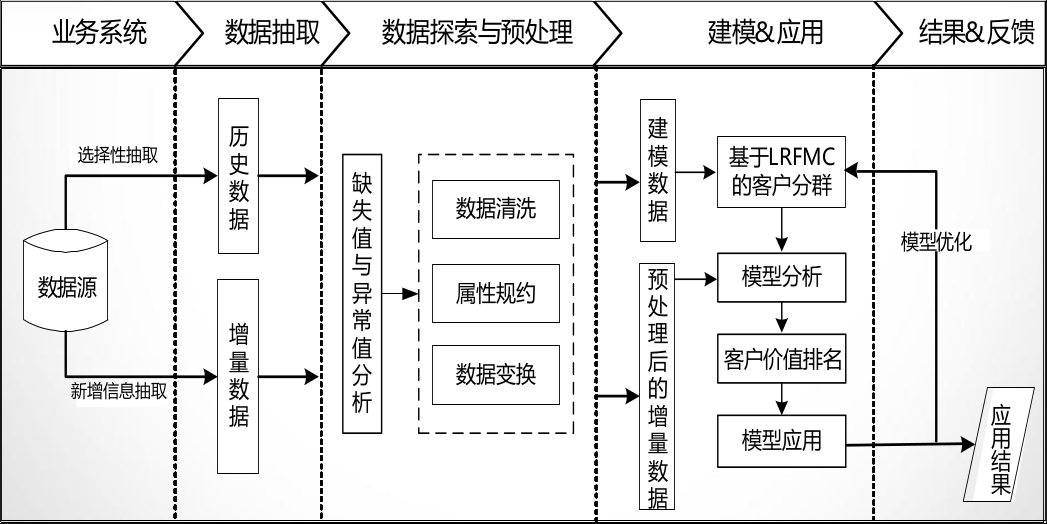 业务系统
数据抽取
数据探索与预处理
建模&应用
结果&反馈
选择性抽取
数据源
新增信息抽取
历史数据
增量数据
缺失值与异常值分析
数据清洗
属性规约
数据变换
建模数据
预处理后的增量数据
基于LRFMC
的客户分群
模型分析
客户价值排名
模型应用
模型优化
应用结果